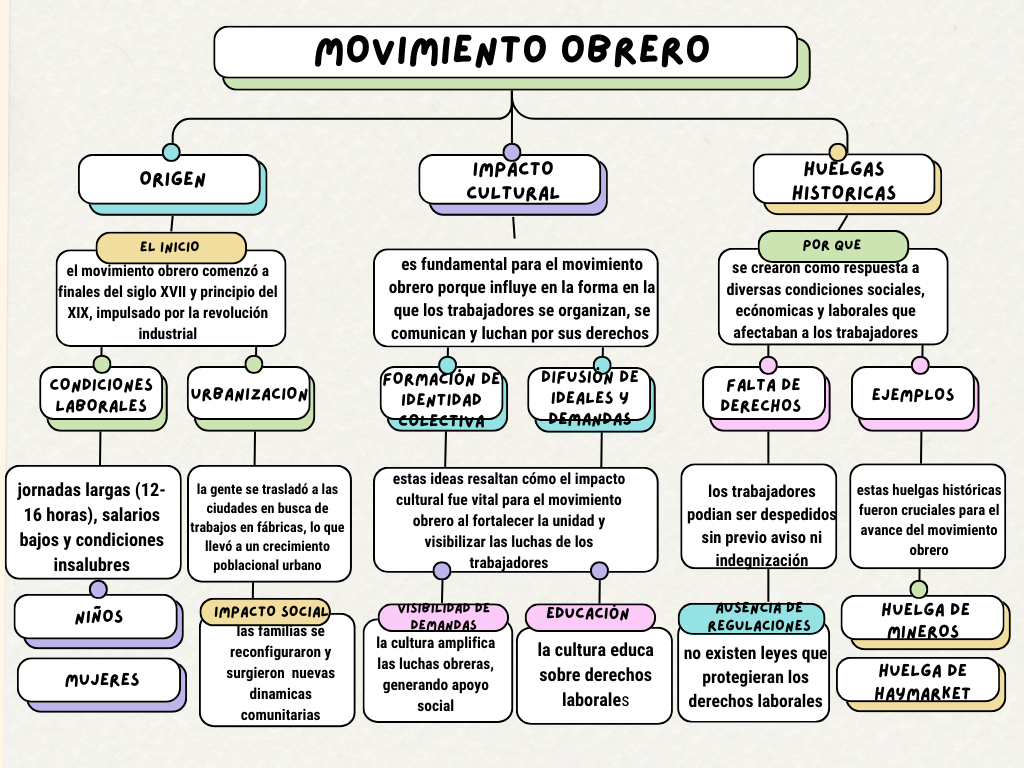 MOVIMIENTO OBRERO
ORIGEN
IMPACTO
CULTURAL
HUELGAS
HISTORICAS
EL INICIO
el movimiento obrero comenzó a
finales del siglo XVII y principio del
XIX, impulsado por la revolución
industrial
es fundamental para el movimiento
obrero porque influye en la forma en la
que los trabajadores se organizan, se
comunican y luchan por sus derechos
POR QUE
se crearon como respuesta a
diversas condiciones sociales,
ecónomicas y laborales que
afectaban a los trabajadores
CONDICIONES
LABORALES
URBANIZACION
FORMACIÓN DE
IDENTIDAD
COLECTIVA
DIFUSIÓN DE
IDEALES Y
DEMANDAS
FALTA DE
DERECHOS
EJEMPLOS
jornadas largas (12-
16 horas), salarios
bajos y condiciones
insalubres
la gente se trasladó a las
ciudades en busca de
trabajos en fábricas, lo que
llevó a un crecimiento
poblacional urbano
estas ideas resaltan cómo el impacto
cultural fue vital para el movimiento
obrero al fortalecer la unidad y
visibilizar las luchas de los
trabajadores
los trabajadores
podian ser despedidos
sin previo aviso ni
indegnización
estas huelgas históricas
fueron cruciales para el
avance del movimiento
obrero
NIÑOS
MUJERES
IMPACTO SOCIAL
las familias se
reconfiguraron y
surgieron nuevas
dinamicas
comunitarias
VISIBILIDAD DE
DEMANDAS
la cultura amplifica
las luchas obreras,
generando apoyo
social
EDUCACIÓN
la cultura educa
sobre derechos
laborales
AUSENCIA DE
REGULACIONES
no existen leyes que
protegieran los
derechos laborales
HUELGA DE
MINEROS
HUELGA DE
HAYMARKET